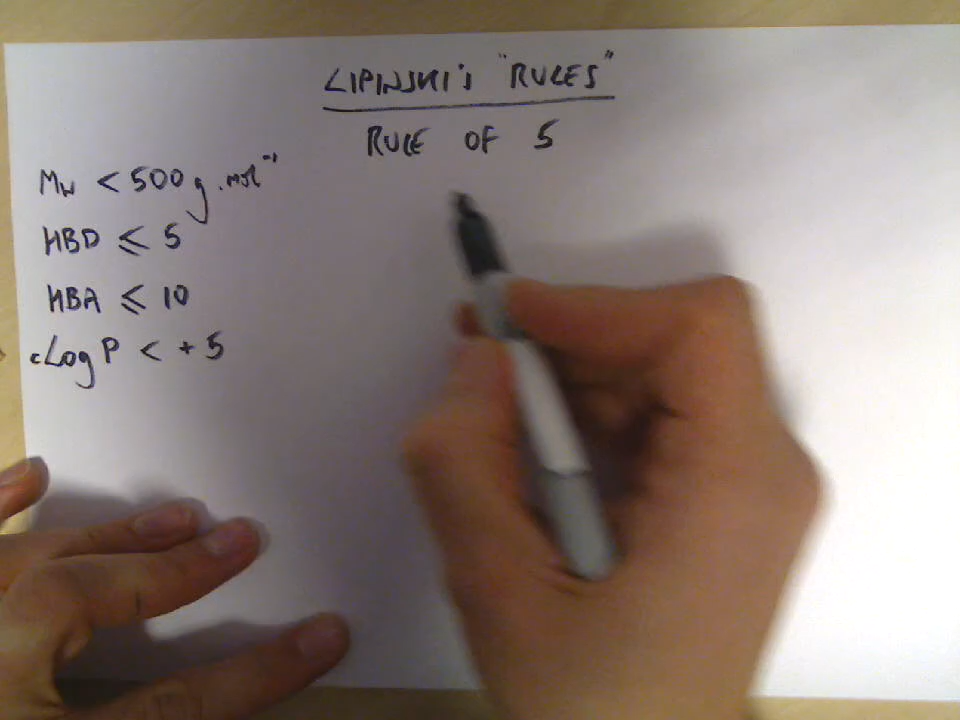 LIPINSKI'S "RULES"
RULE OF 5
Mw < 500 g.mol⁻¹
HBD ⩽ 5
HBA ⩽ 10
cLog P < + 5